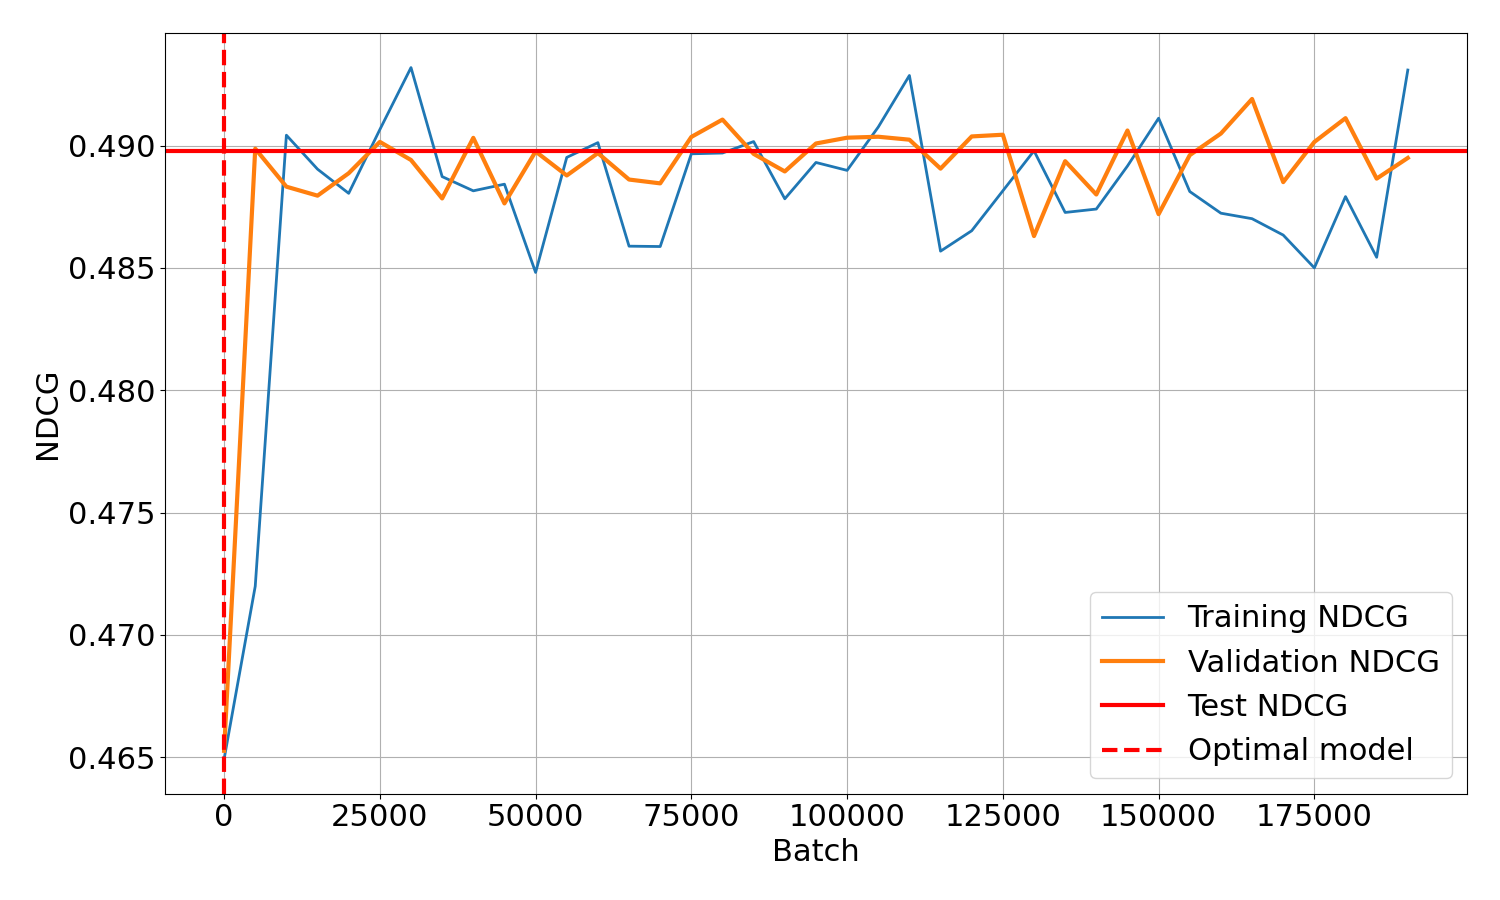 NDCG
0.490
0.485
0.480
0.475
0.470
0.465
0 25000 50000 75000 100000 125000 150000 175000
Batch
Training NDCG
Validation NDCG
Test NDCG
Optimal model